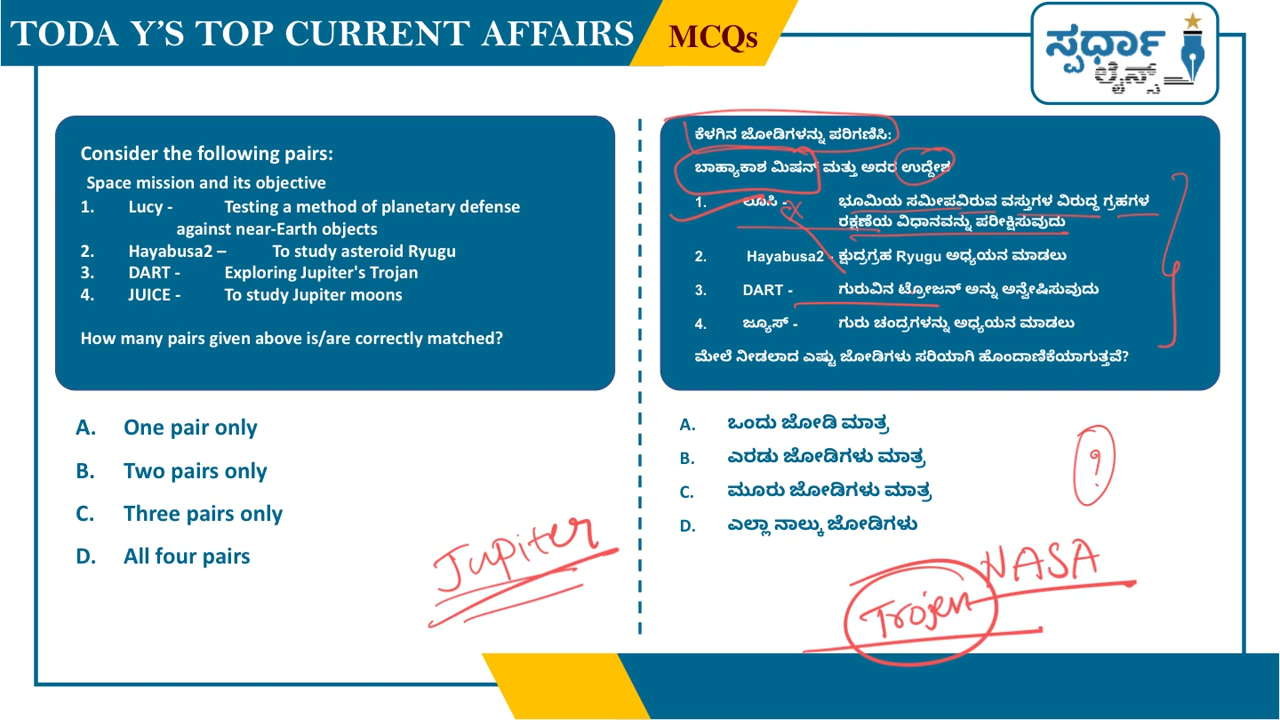 TODA Y'S TOP CURRENT AFFAIRS MCQs
ಸ್ಪರ್ಧಾ
ಲೈನ್ಸ್
Consider the following pairs:
Space mission and its objective
1. Lucy - Testing a method of planetary defense
against near-Earth objects
2. Hayabusa2 – To study asteroid Ryugu
3. DART - Exploring Jupiter's Trojan
4. JUICE - To study Jupiter moons
How many pairs given above is/are correctly matched?
A. One pair only
B. Two pairs only
C. Three pairs only
D. All four pairs
Jupiter
ಕೆಳಗಿನ ಜೋಡಿಗಳನ್ನು ಪರಿಗಣಿಸಿ:
ಬಾಹ್ಯಾಕಾಶ ಮಿಷನ್ ಮತ್ತು ಅದರ ಉದ್ದೇಶ
1. ಲೂಸಿ - ಭೂಮಿಯ ಸಮೀಪವಿರುವ ವಸ್ತುಗಳ ವಿರುದ್ಧ ಗ್ರಹಗಳ
ರಕ್ಷಣೆಯ ವಿಧಾನವನ್ನು ಪರೀಕ್ಷಿಸುವುದು
2. Hayabusa2 - ಕ್ಷುದ್ರಗ್ರಹ Ryugu ಅಧ್ಯಯನ ಮಾಡಲು
3. DART - ಗುರುವಿನ ಟ್ರೋಜನ್ ಅನ್ನು ಅನ್ವೇಷಿಸುವುದು
4. ಜ್ಯೂಸ್ - ಗುರು ಚಂದ್ರಗಳನ್ನು ಅಧ್ಯಯನ ಮಾಡಲು
ಮೇಲೆ ನೀಡಲಾದ ಎಷ್ಟು ಜೋಡಿಗಳು ಸರಿಯಾಗಿ ಹೊಂದಾಣಿಕೆಯಾಗುತ್ತವೆ?
A. ಒಂದು ಜೋಡಿ ಮಾತ್ರ
B. ಎರಡು ಜೋಡಿಗಳು ಮಾತ್ರ
C. ಮೂರು ಜೋಡಿಗಳು ಮಾತ್ರ
D. ಎಲ್ಲಾ ನಾಲ್ಕು ಜೋಡಿಗಳು
?
NASA
Trojen